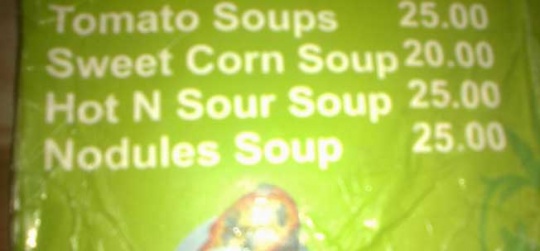 Tomato Soups 25.00
Sweet Corn Soup 20.00
Hot N Sour Soup 25.00
Nodules Soup 25.00